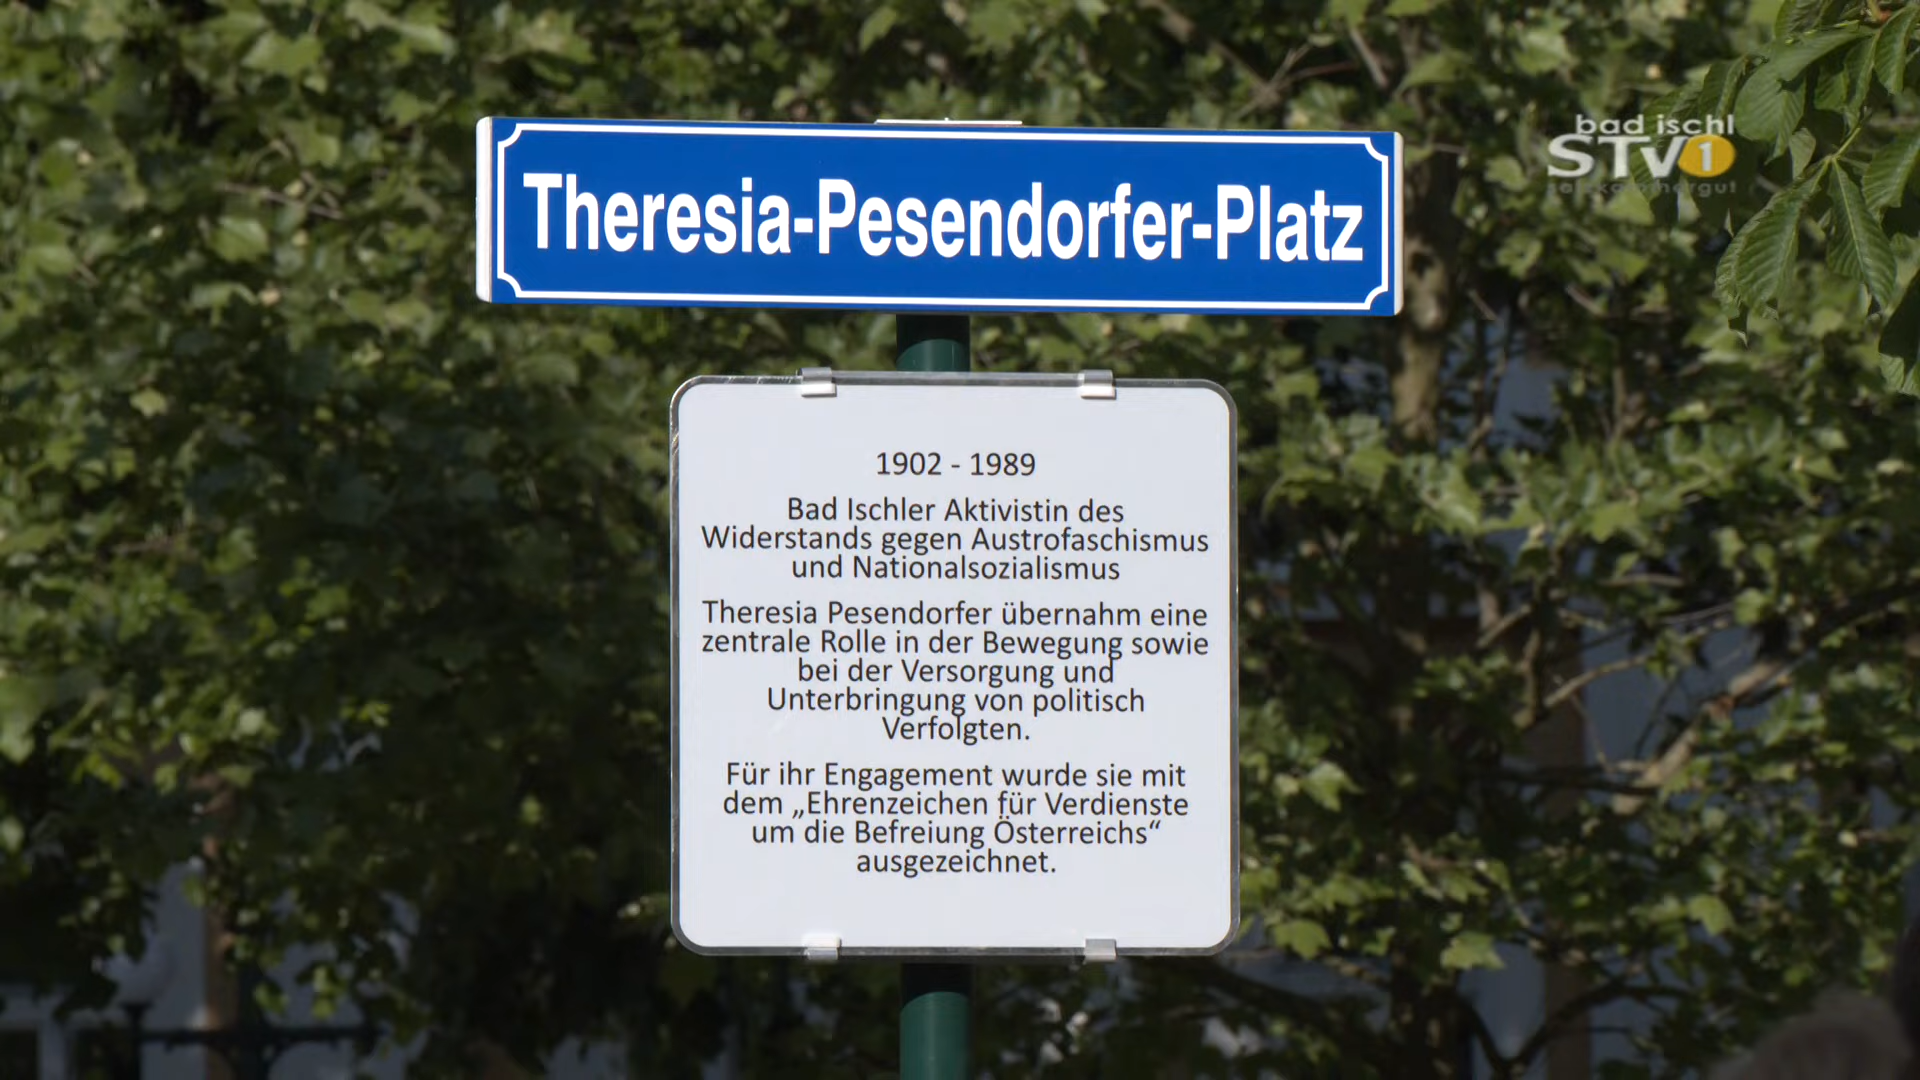 bad ischl
STV1
salzkammergut
Theresia-Pesendorfer-Platz
1902 - 1989
Bad Ischler Aktivistin des
Widerstands gegen Austrofaschismus
und Nationalsozialismus
Theresia Pesendorfer übernahm eine
zentrale Rolle in der Bewegung sowie
bei der Versorgung und
Unterbringung von politisch
Verfolgten.
Für ihr Engagement wurde sie mit
dem „Ehrenzeichen für Verdienste
um die Befreiung Österreichs“
ausgezeichnet.